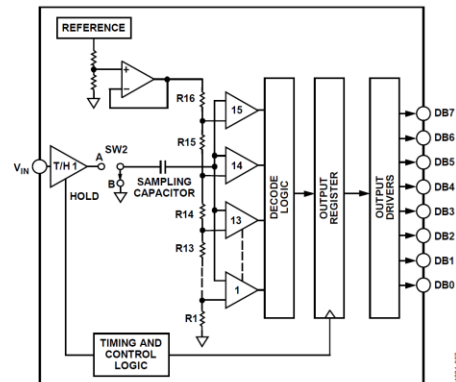 REFERENCE
R16
15
DB7
V_IN
T/H 1
A
SW2
B
HOLD
SAMPLING
CAPACITOR
R15
14
R14
13
R13
1
R1
DECODE
LOGIC
OUTPUT
REGISTER
OUTPUT
DRIVERS
DB6
DB5
DB4
DB3
DB2
DB1
DB0
TIMING AND
CONTROL
LOGIC